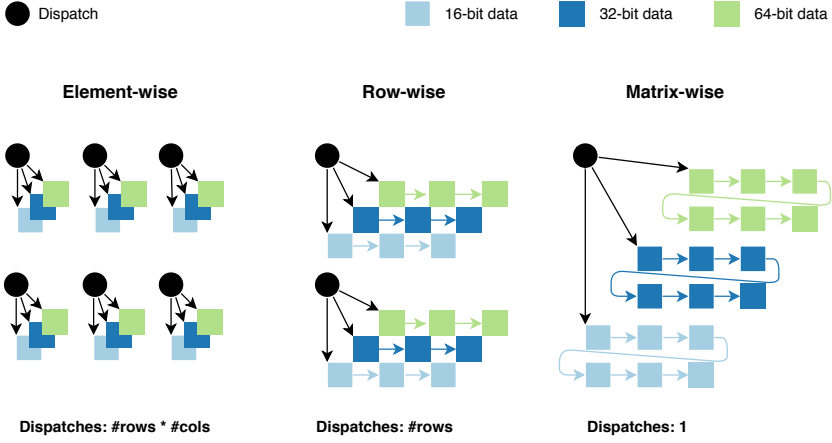 Dispatch
16-bit data
32-bit data
64-bit data
Element-wise
Row-wise
Matrix-wise
Dispatches: #rows * #cols
Dispatches: #rows
Dispatches: 1